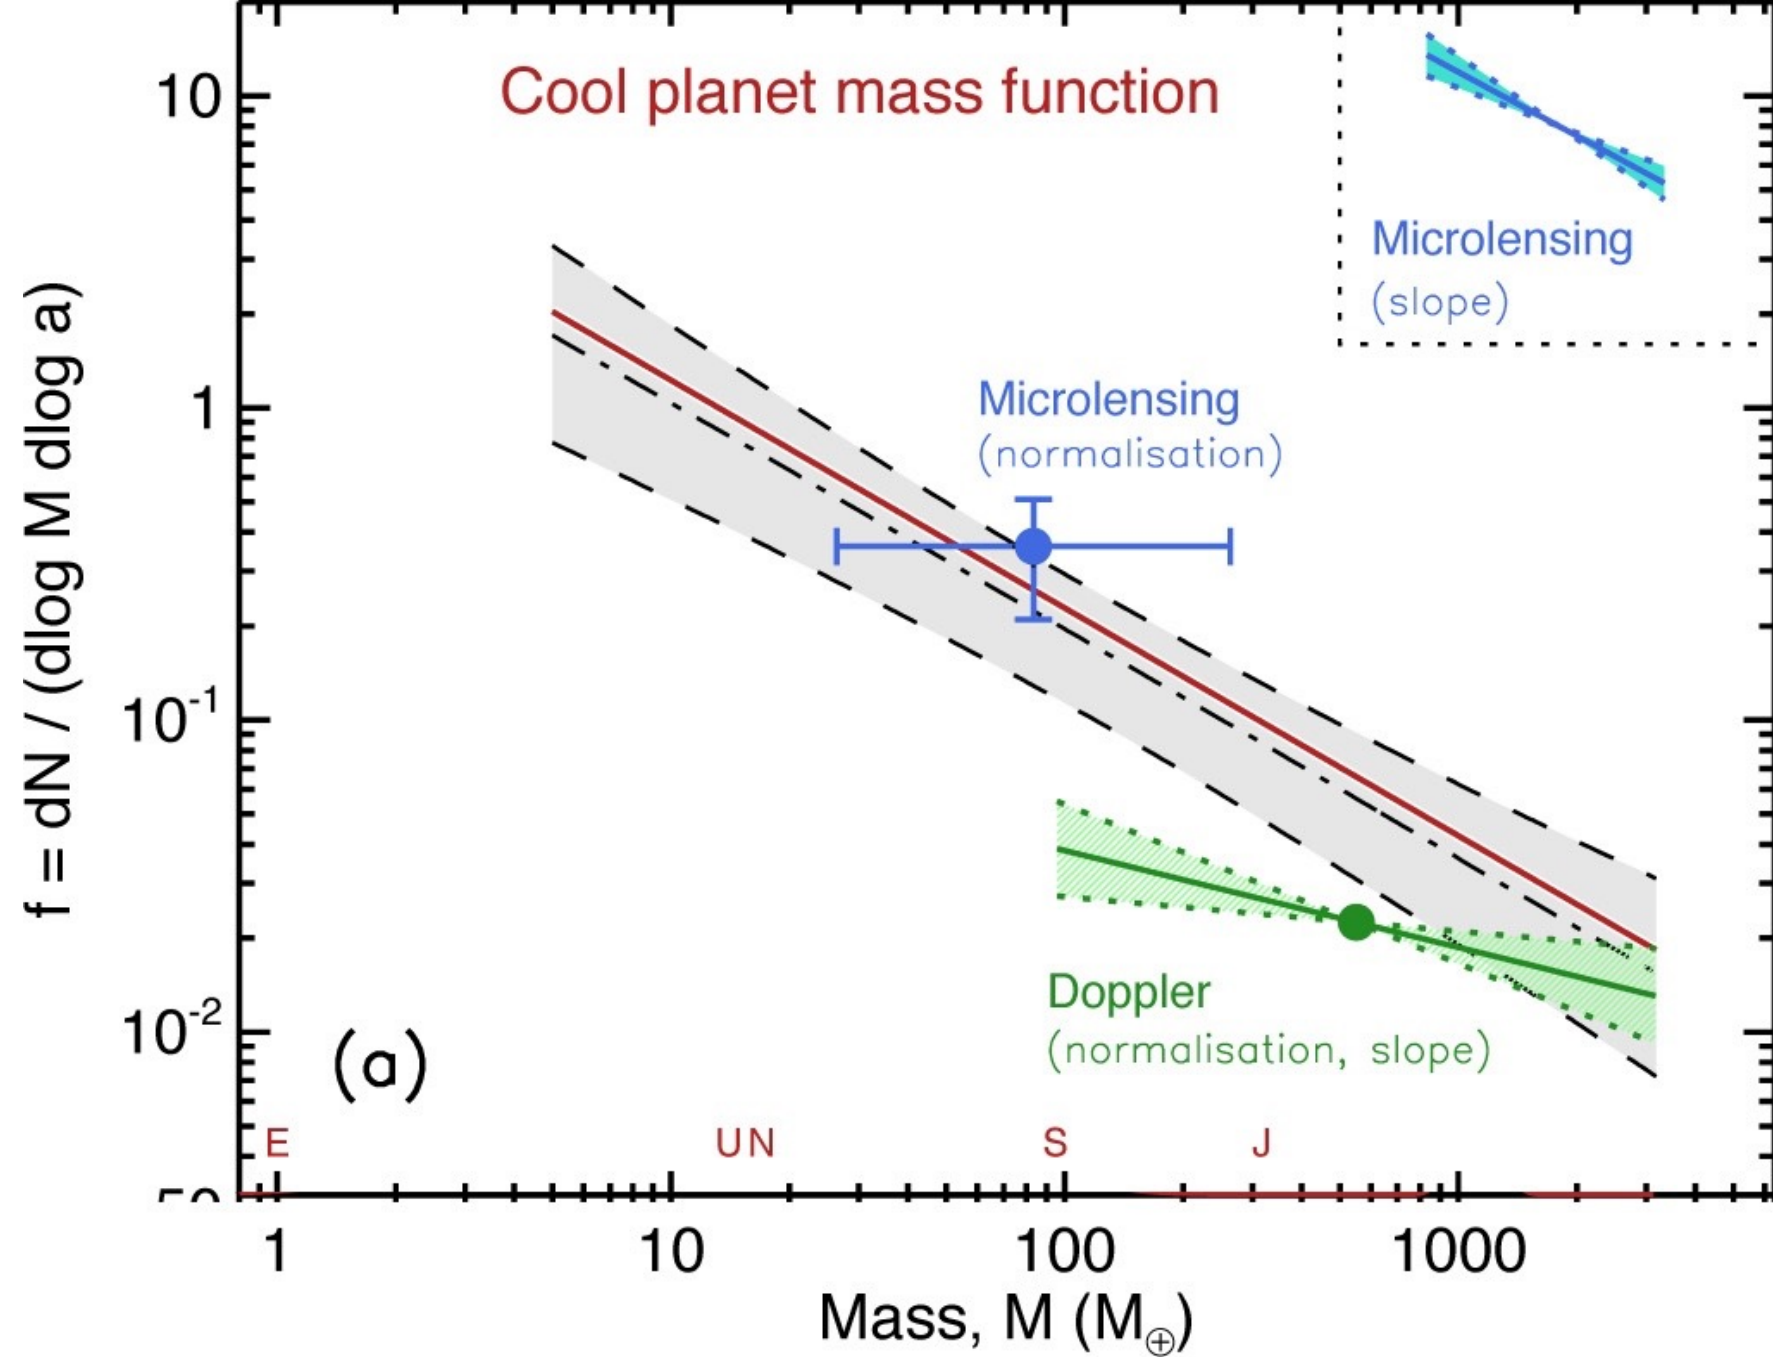 Cool planet mass function
10
1
10-1
10-2
f = dN / (dlog M dlog a)
Microlensing
(slope)
Microlensing
(normalisation)
Doppler
(normalisation, slope)
(a)
E UN S J
1 10 100 1000
Mass, M (M⊕)